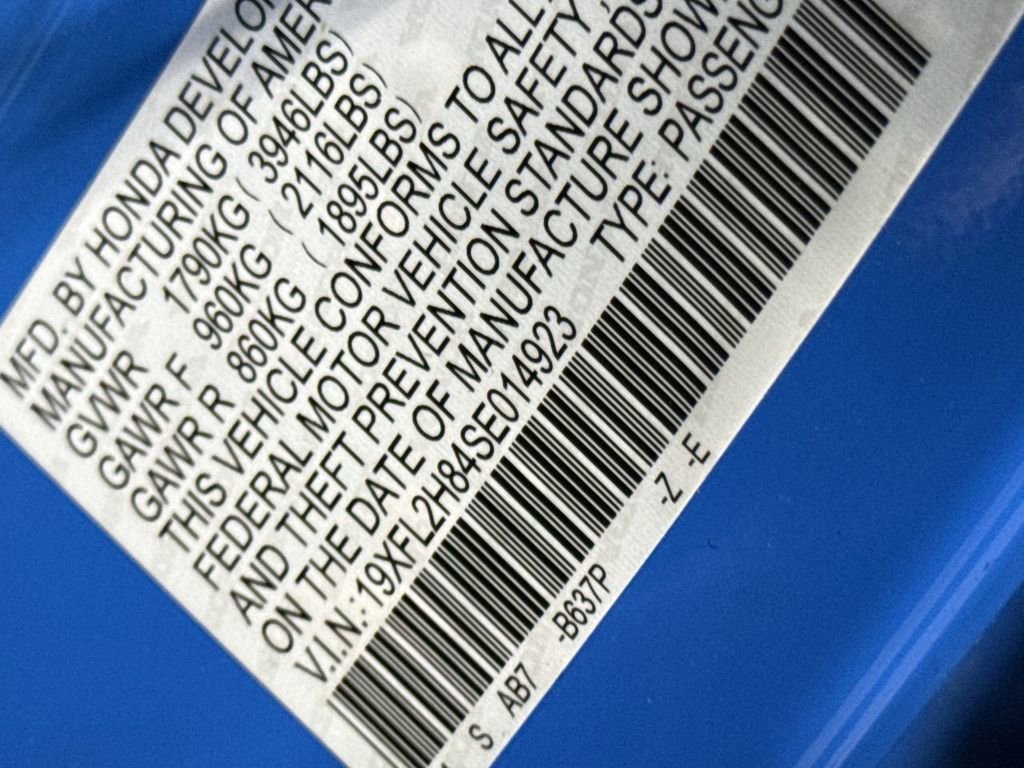 MFD. BY HONDA DEVELO
MANUFACTURING OF AMER
GVWR 1790KG ( 3946LBS)
GAWR F 960KG ( 2116LBS)
GAWR R 860KG ( 1895LBS)
THIS VEHICLE CONFORMS TO ALL
FEDERAL MOTOR VEHICLE SAFETY,
AND THEFT PREVENTION STANDARDS
ON THE DATE OF MANUFACTURE SHOW
V.I.N.:19XFL2H84SE014923 TYPE: PASSENG
S AB7 -B637P -Z -E